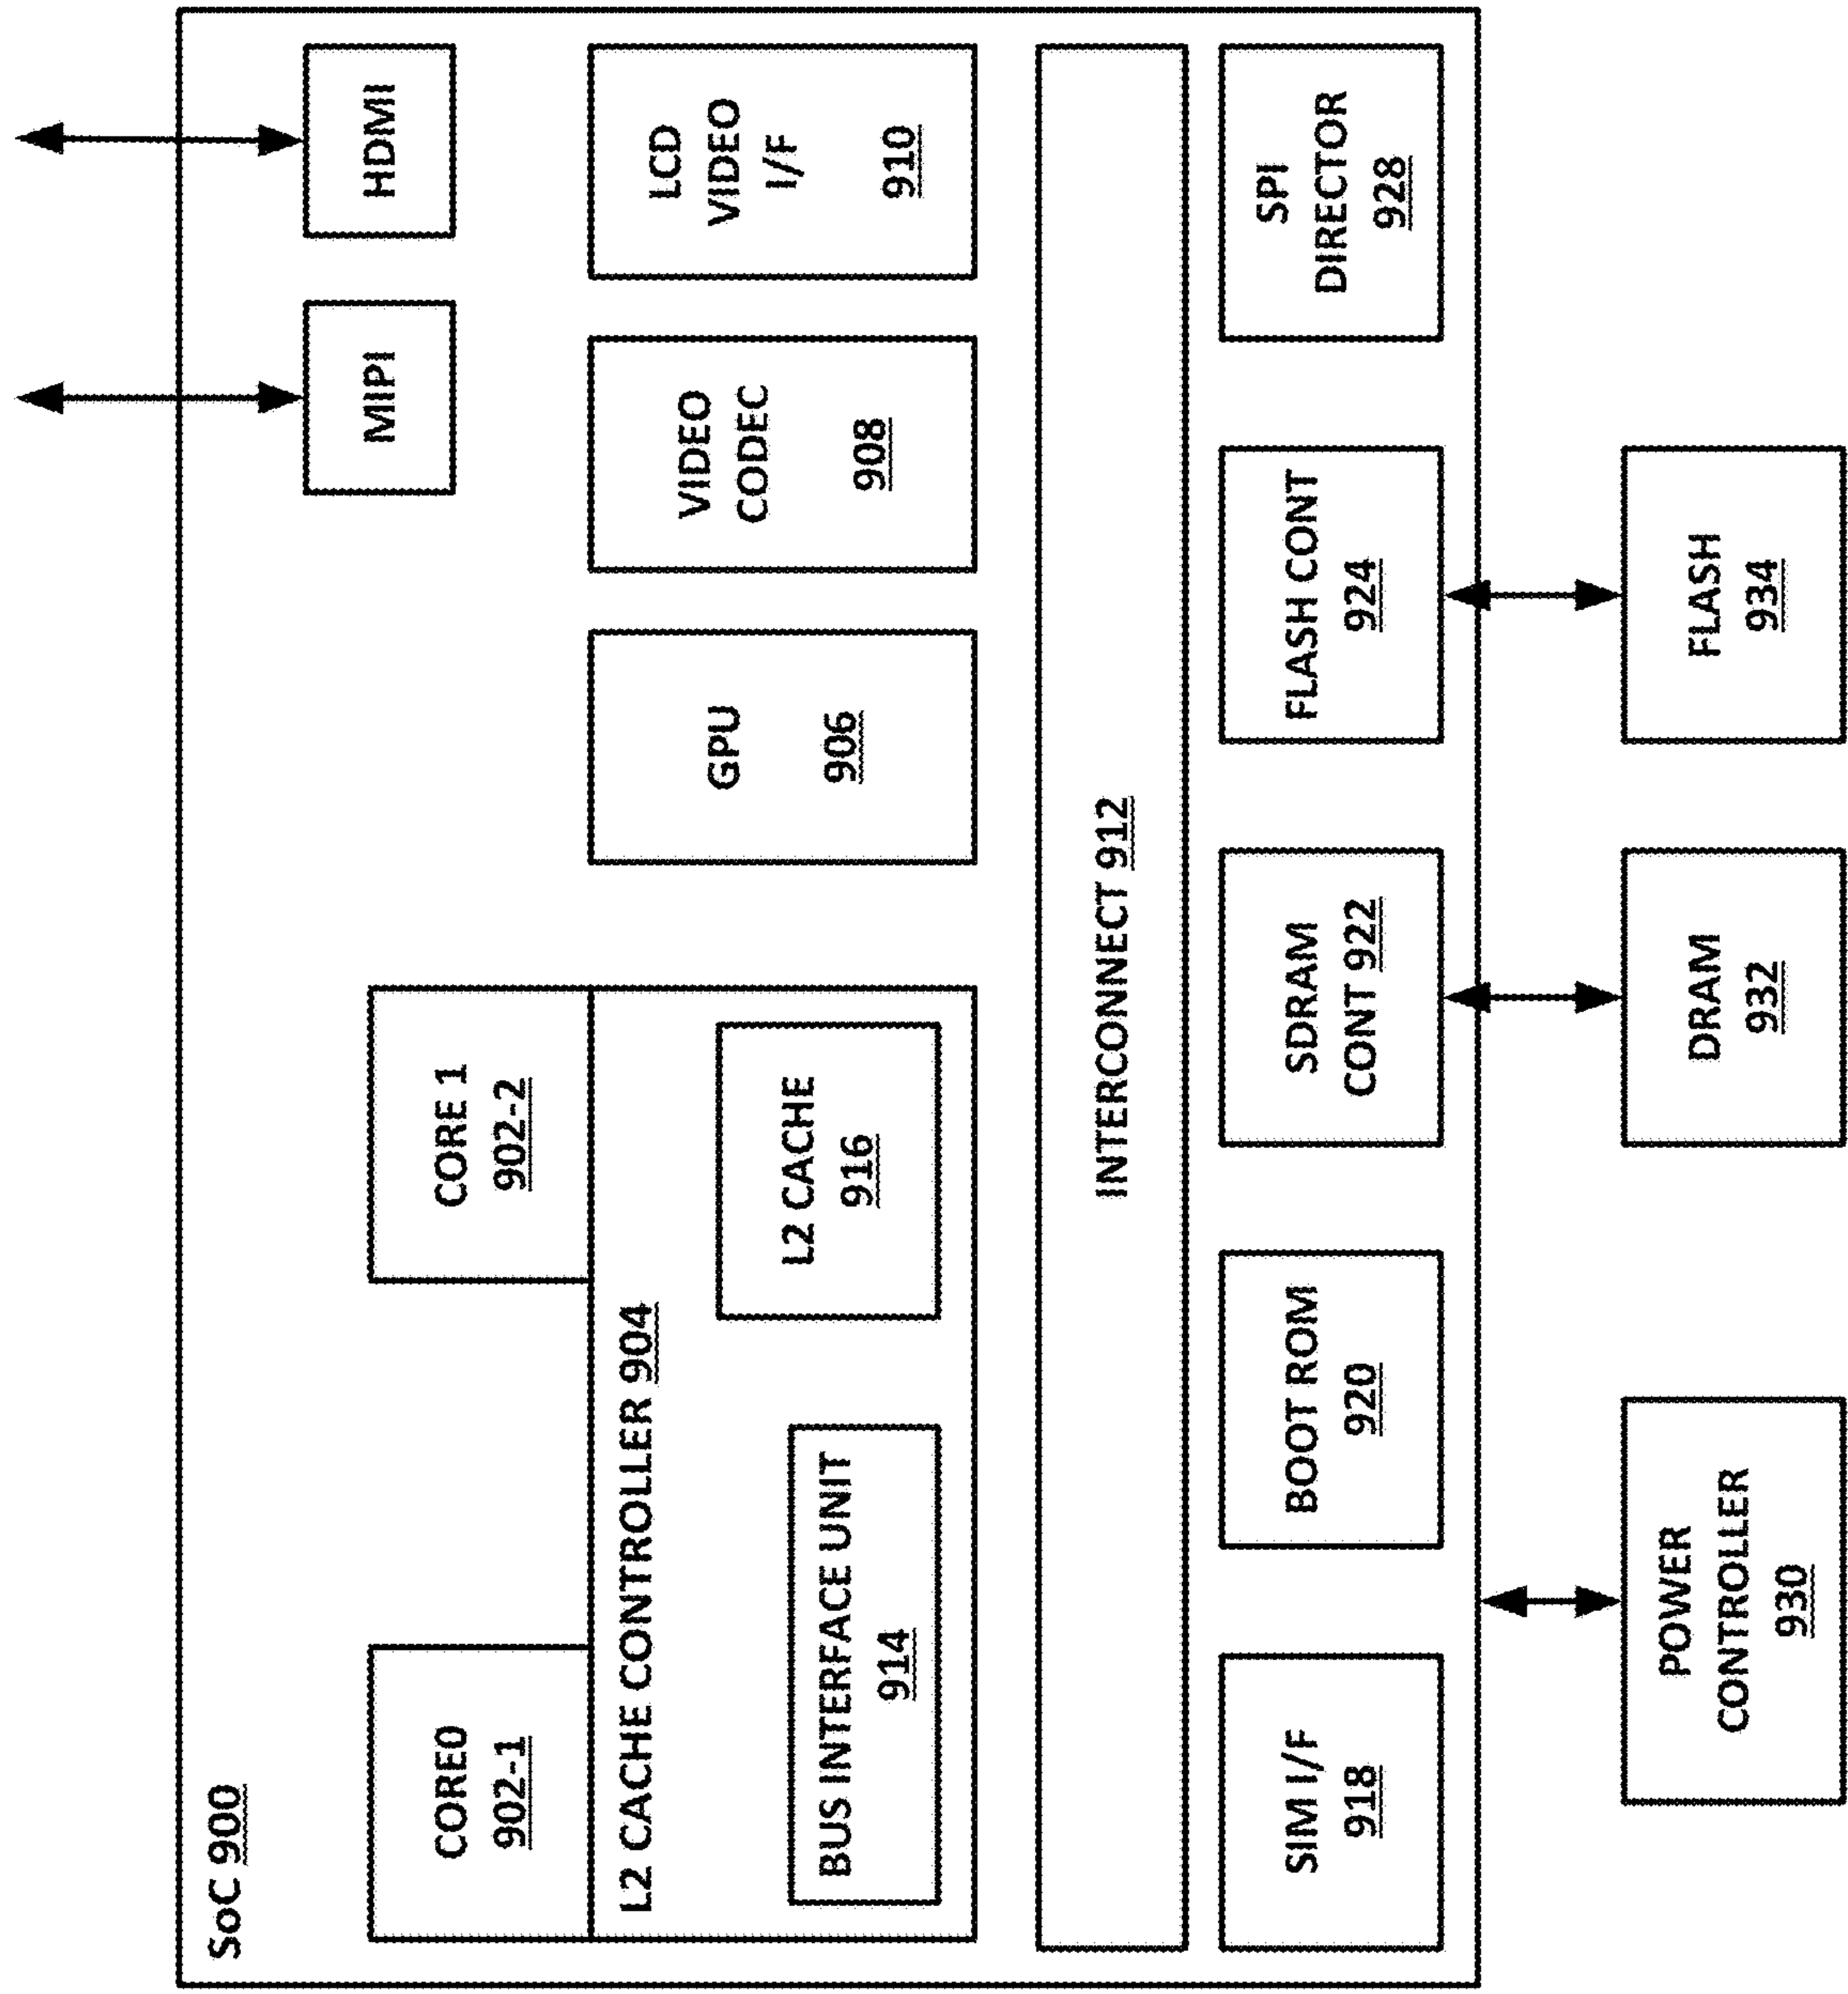 SoC 900
MIPI
HDMI
CORE0
902-1
CORE 1
902-2
L2 CACHE CONTROLLER 904
BUS INTERFACE UNIT
914
L2 CACHE
916
GPU
906
VIDEO
CODEC
908
LCD
VIDEO
I/F
910
INTERCONNECT 912
SIM I/F
918
BOOT ROM
920
SDRAM
CONT 922
FLASH CONT
924
SPI
DIRECTOR
928
POWER
CONTROLLER
930
DRAM
932
FLASH
934